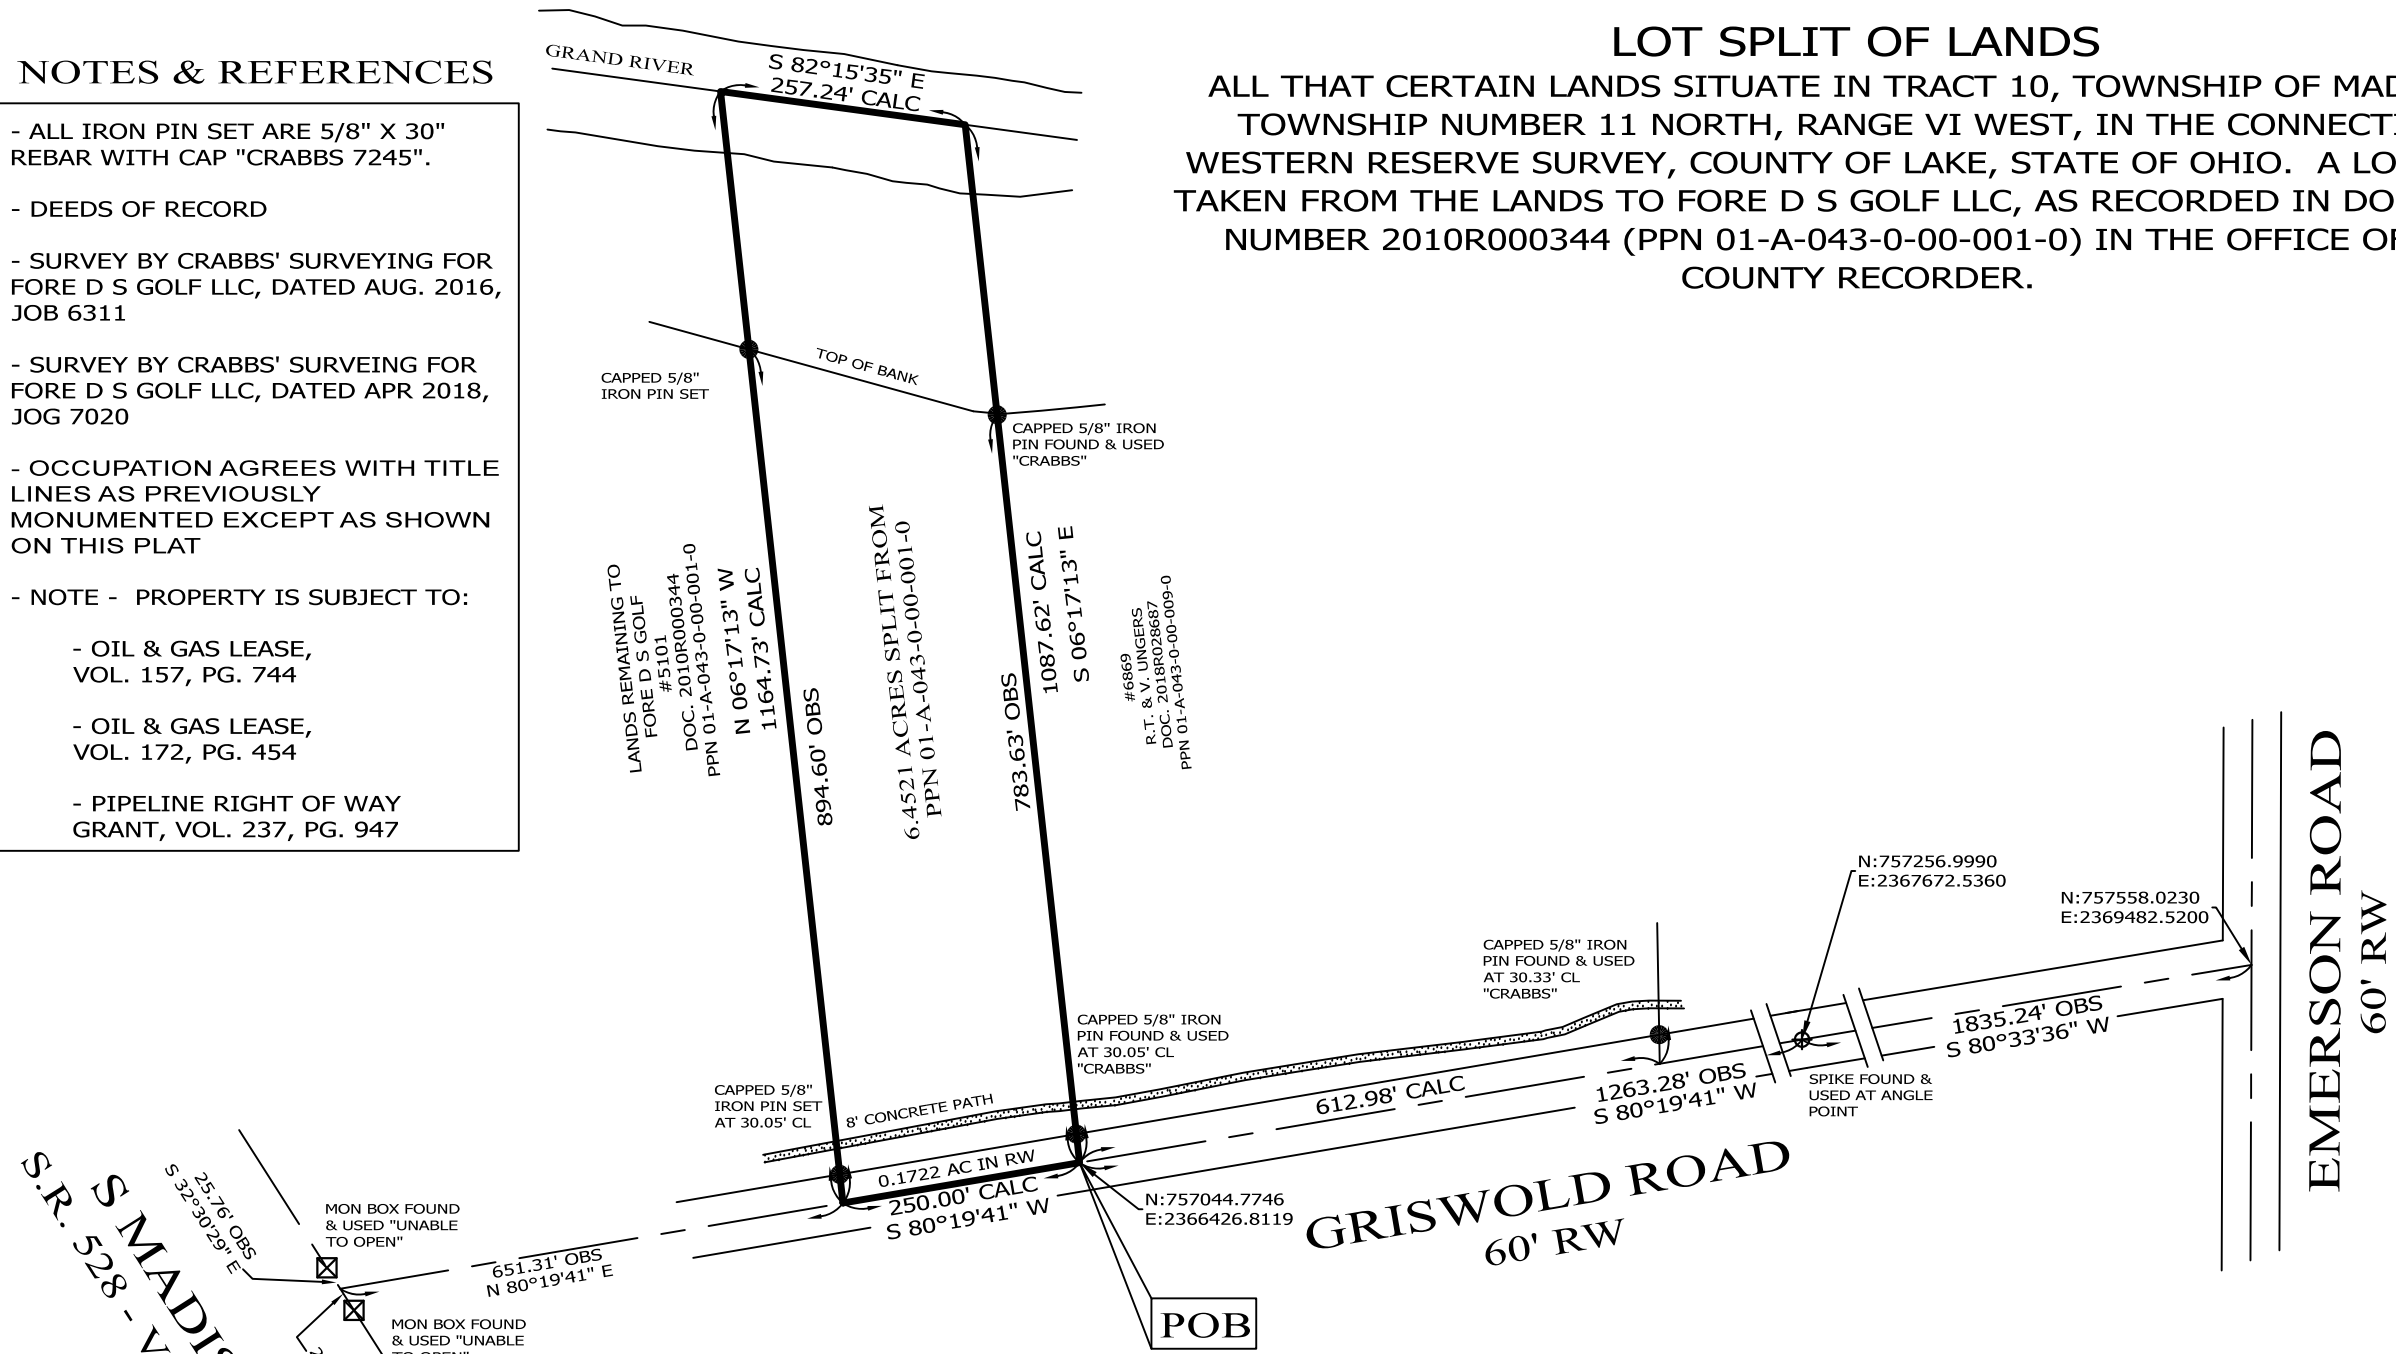 NOTES & REFERENCES
- ALL IRON PIN SET ARE 5/8" X 30"
REBAR WITH CAP "CRABBS 7245".
- DEEDS OF RECORD
- SURVEY BY CRABBS' SURVEYING FOR
FORE D S GOLF LLC, DATED AUG. 2016,
JOB 6311
- SURVEY BY CRABBS' SURVEING FOR
FORE D S GOLF LLC, DATED APR 2018,
JOG 7020
- OCCUPATION AGREES WITH TITLE
LINES AS PREVIOUSLY
MONUMENTED EXCEPT AS SHOWN
ON THIS PLAT
- NOTE - PROPERTY IS SUBJECT TO:
- OIL & GAS LEASE,
VOL. 157, PG. 744
- OIL & GAS LEASE,
VOL. 172, PG. 454
- PIPELINE RIGHT OF WAY
GRANT, VOL. 237, PG. 947
LOT SPLIT OF LANDS
ALL THAT CERTAIN LANDS SITUATE IN TRACT 10, TOWNSHIP OF MAD
TOWNSHIP NUMBER 11 NORTH, RANGE VI WEST, IN THE CONNECTI
WESTERN RESERVE SURVEY, COUNTY OF LAKE, STATE OF OHIO. A LO
TAKEN FROM THE LANDS TO FORE D S GOLF LLC, AS RECORDED IN DO
NUMBER 2010R000344 (PPN 01-A-043-0-00-001-0) IN THE OFFICE OF
COUNTY RECORDER.
GRAND RIVER
S 82°15'35" E
257.24' CALC
TOP OF BANK
CAPPED 5/8"
IRON PIN SET
CAPPED 5/8" IRON
PIN FOUND & USED
"CRABBS"
LANDS REMAINING TO
FORE D S GOLF
#5101
DOC. 2010R000344
PPN 01-A-043-0-00-001-0
N 06°17'13" W
1164.73' CALC
894.60' OBS
6.4521 ACRES SPLIT FROM
PPN 01-A-043-0-00-001-0
783.63' OBS
1087.62' CALC
S 06°17'13" E
#6869
R.T. & V. UNGERS
DOC. 2018R028687
PPN 01-A-043-0-00-009-0
N:757256.9990
E:2367672.5360
N:757558.0230
E:2369482.5200
EMERSON ROAD
60' RW
CAPPED 5/8" IRON
PIN FOUND & USED
AT 30.33' CL
"CRABBS"
CAPPED 5/8" IRON
PIN FOUND & USED
AT 30.05' CL
"CRABBS"
CAPPED 5/8"
IRON PIN SET
AT 30.05' CL
8' CONCRETE PATH
1835.24' OBS
S 80°33'36" W
SPIKE FOUND &
USED AT ANGLE
POINT
1263.28' OBS
S 80°19'41" W
612.98' CALC
0.1722 AC IN RW
250.00' CALC
S 80°19'41" W
N:757044.7746
E:2366426.8119
GRISWOLD ROAD
60' RW
POB
651.31' OBS
N 80°19'41" E
MON BOX FOUND
& USED "UNABLE
TO OPEN"
25.76' OBS
S 32°30'29" E
S MADIS
S.R. 528 - V
MON BOX FOUND
& USED "UNABLE
TO OPEN"